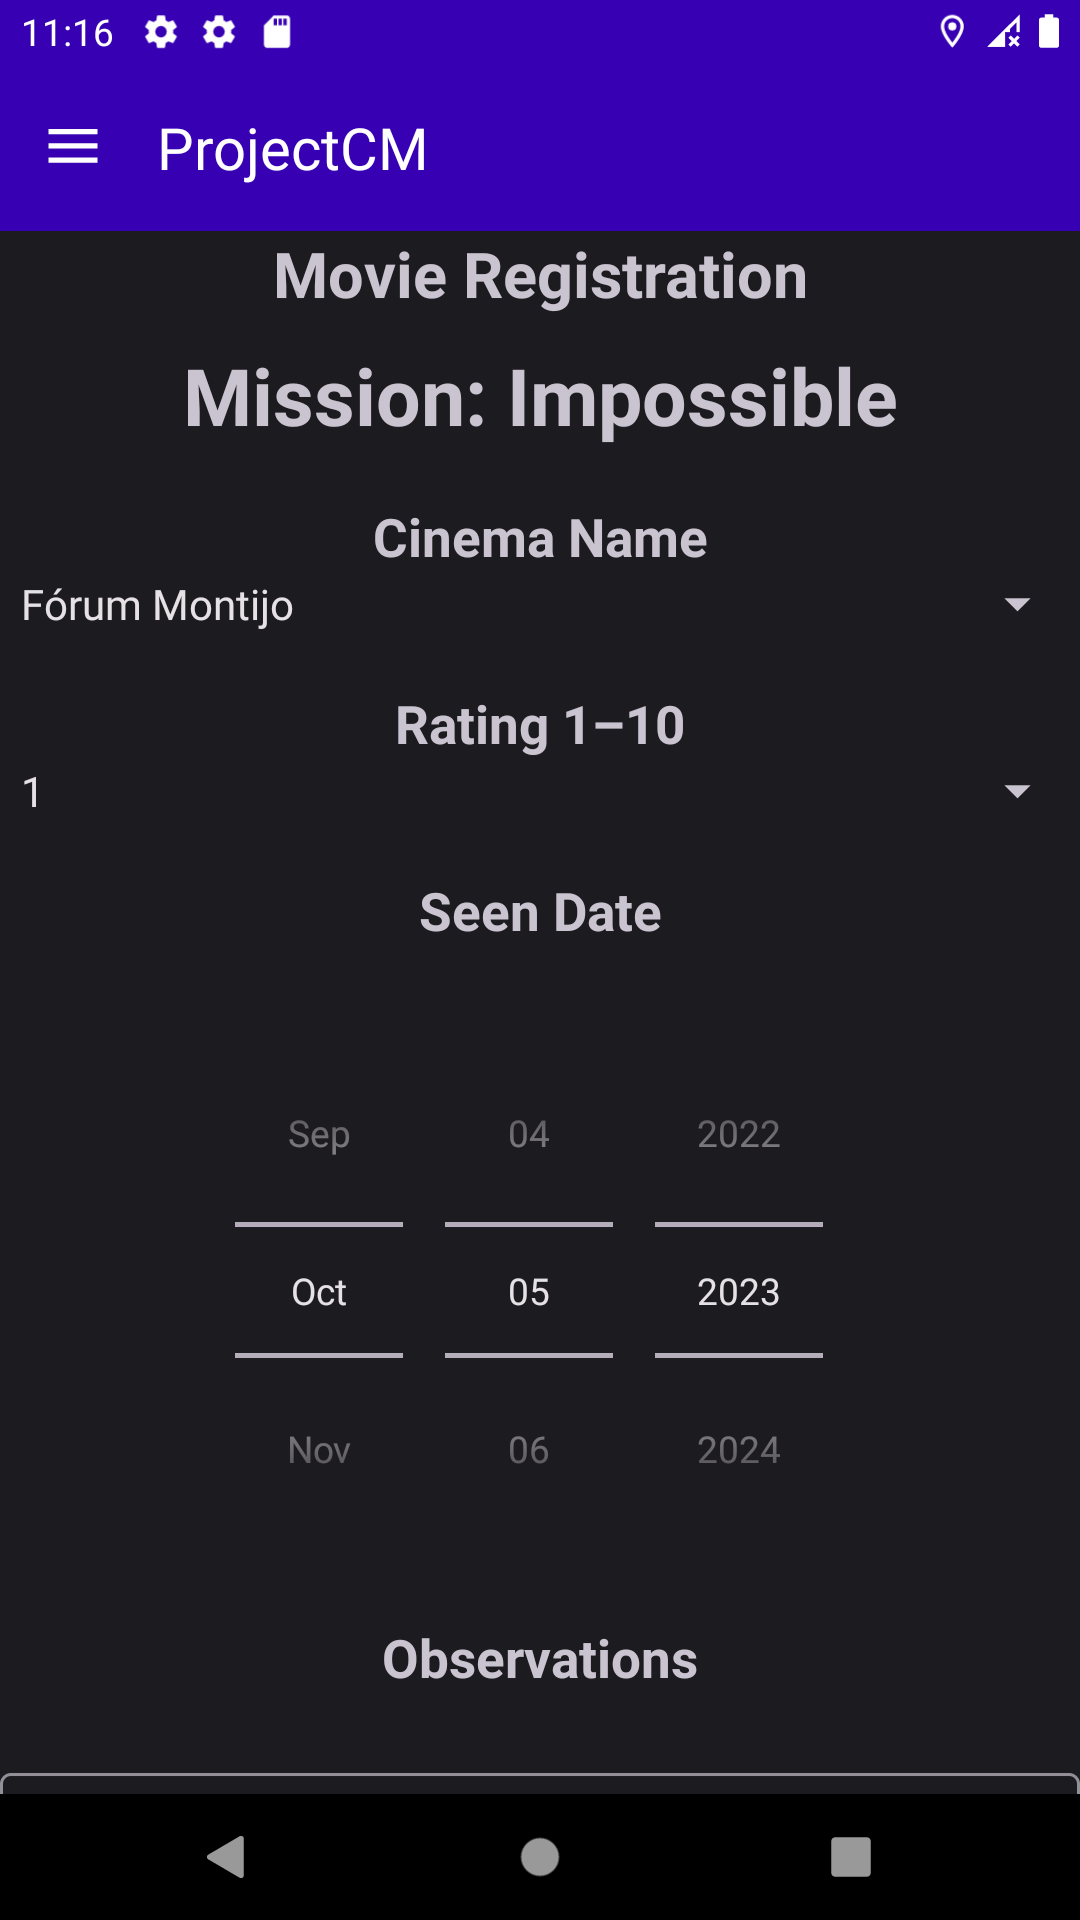 11:16
ProjectCM
Movie Registration
Mission: Impossible
Cinema Name
Fórum Montijo
Rating 1–10
1
Seen Date
Sep 04 2022
Oct 05 2023
Nov 06 2024
Observations